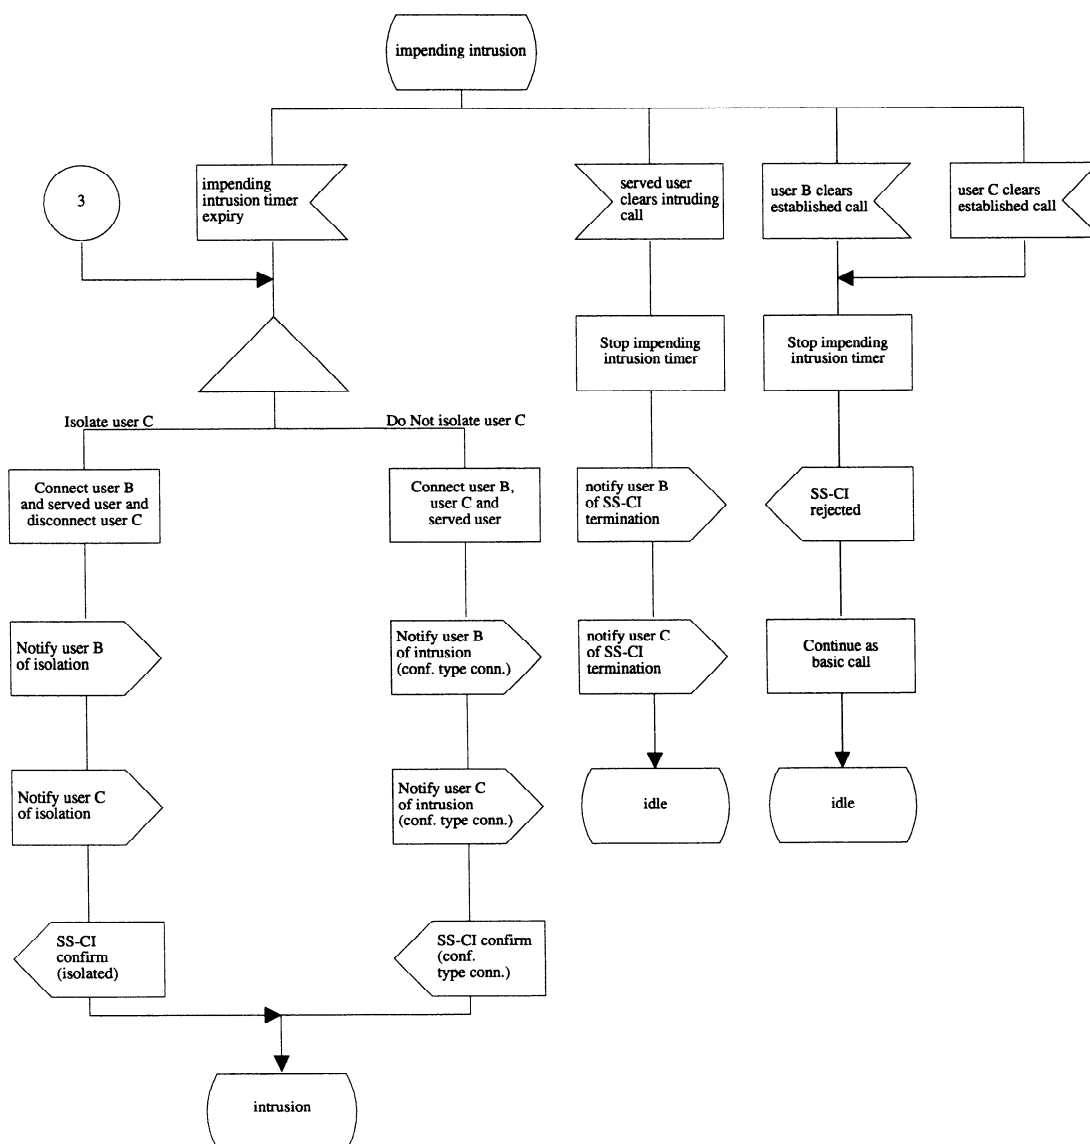 impending intrusion
3
impending
intrusion timer
expiry
served user
clears intruding
call
user B clears
established call
user C clears
established call
Stop impending
intrusion timer
Stop impending
intrusion timer
Isolate user C
Do Not isolate user C
Connect user B
and served user and
disconnect user C
Connect user B,
user C and
served user
notify user B
of SS-CI
termination
SS-CI
rejected
Notify user B
of isolation
Notify user B
of intrusion
(conf. type conn.)
notify user C
of SS-CI
termination
Continue as
basic call
Notify user C
of isolation
Notify user C
of intrusion
(conf. type conn.)
idle
idle
SS-CI
confirm
(isolated)
SS-CI confirm
(conf.
type conn.)
intrusion